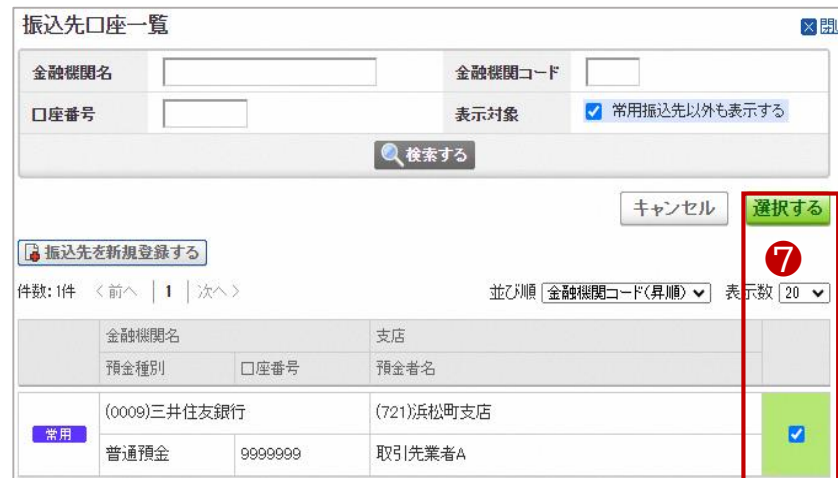 振込先口座一覧 閉
金融機関名 金融機関コード
口座番号 表示対象 常用振込先以外も表示する
検索する
キャンセル 選択する
振込先を新規登録する
7
件数:1件 <前へ | 1 | 次へ> 並び順 金融機関コード(昇順) 表示数 20
金融機関名 支店
預金種別 口座番号 預金者名
(0009)三井住友銀行 (721)浜松町支店
常用
普通預金 9999999 取引先業者A